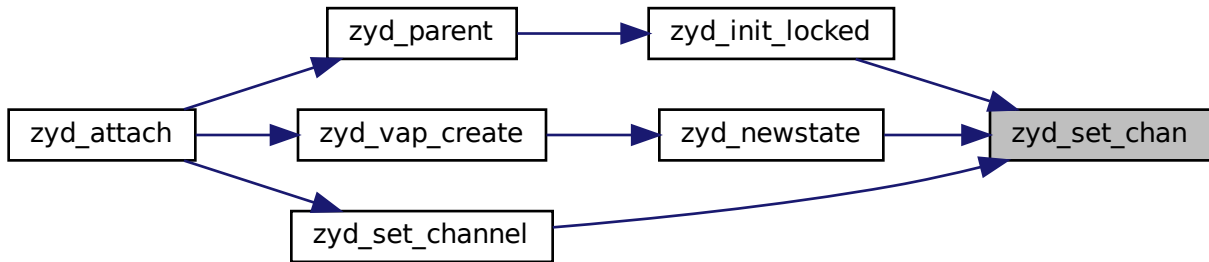 zyd_parent
zyd_init_locked
zyd_attach
zyd_vap_create
zyd_newstate
zyd_set_chan
zyd_set_channel